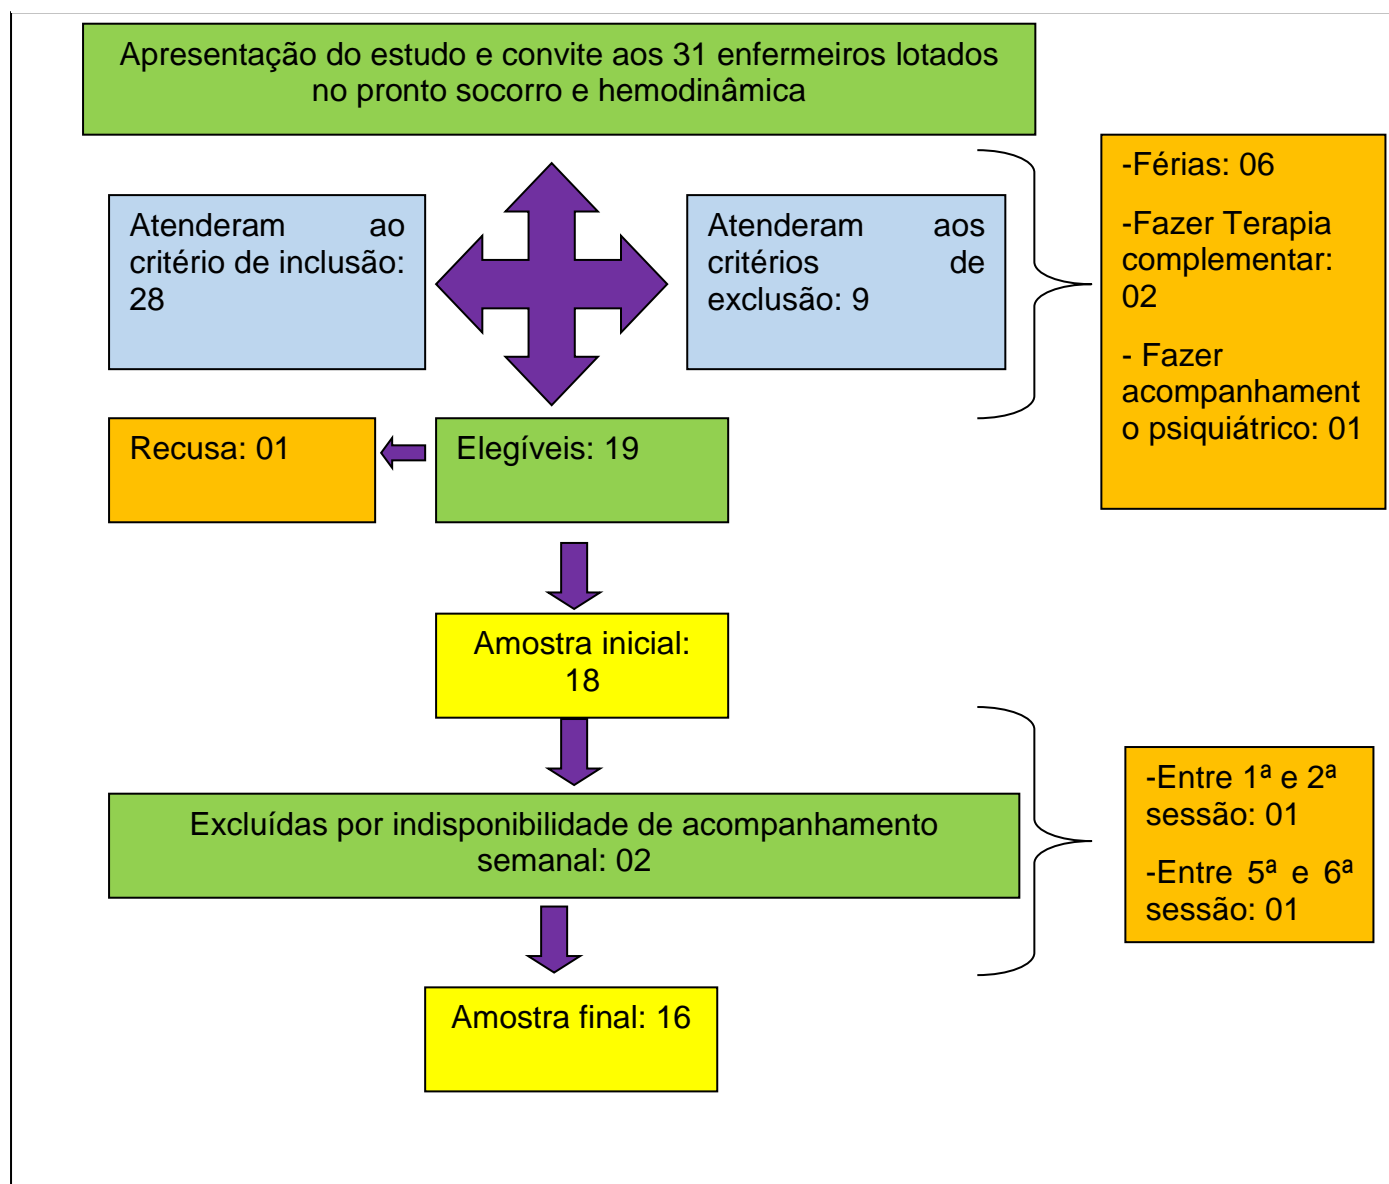 Apresentação do estudo e convite aos 31 enfermeiros lotados
no pronto socorro e hemodinâmica
Atenderam ao
critério de inclusão:
28
Atenderam aos
critérios de
exclusão: 9
-Férias: 06
-Fazer Terapia
complementar:
02
- Fazer
acompanhament
o psiquiátrico: 01
Recusa: 01
Elegíveis: 19
Amostra inicial:
18
Excluídas por indisponibilidade de acompanhamento
semanal: 02
-Entre 1ª e 2ª
sessão: 01
-Entre 5ª e 6ª
sessão: 01
Amostra final: 16